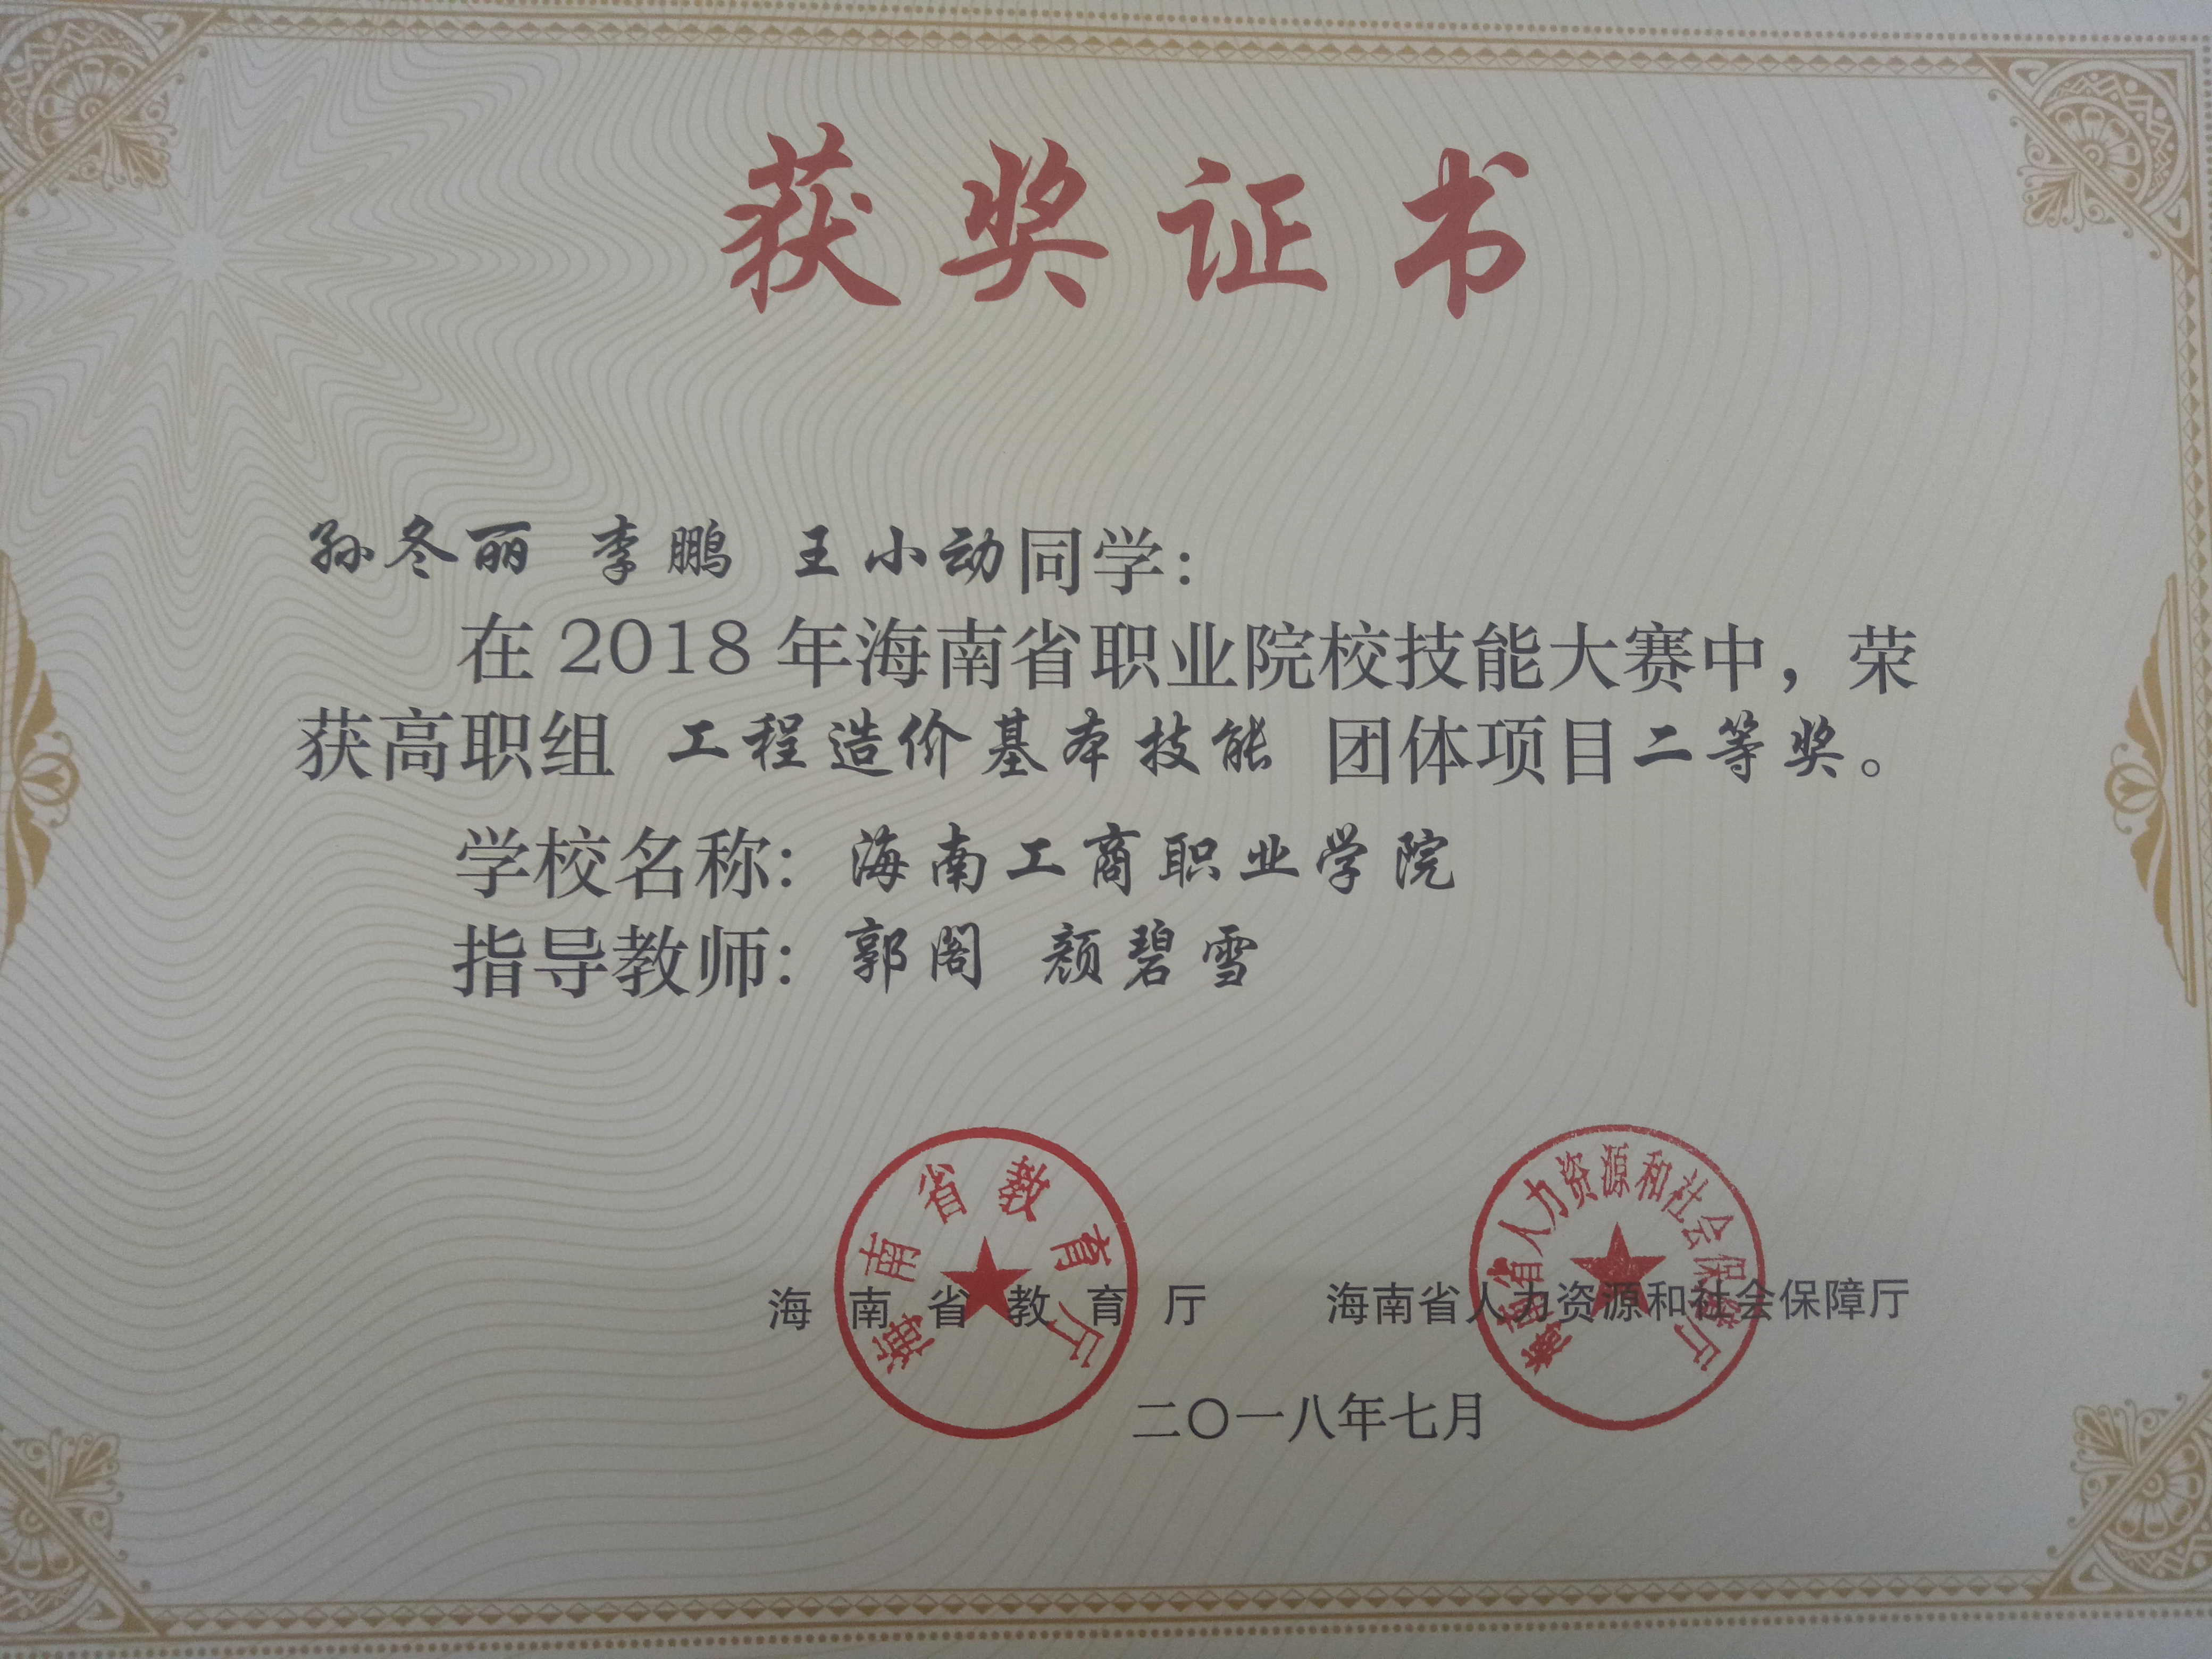 获奖证书
孙冬丽 李鹏 王小动同学：
在2018年海南省职业院校技能大赛中，荣
获高职组 工程造价基本技能 团体项目二等奖。
学校名称：海南工商职业学院
指导教师：郭阁 颜碧雪
海南省教育厅
海南省人力资源和社会保障厅
海南省教育厅 海南省人力资源和社会保障厅
二〇一八年七月